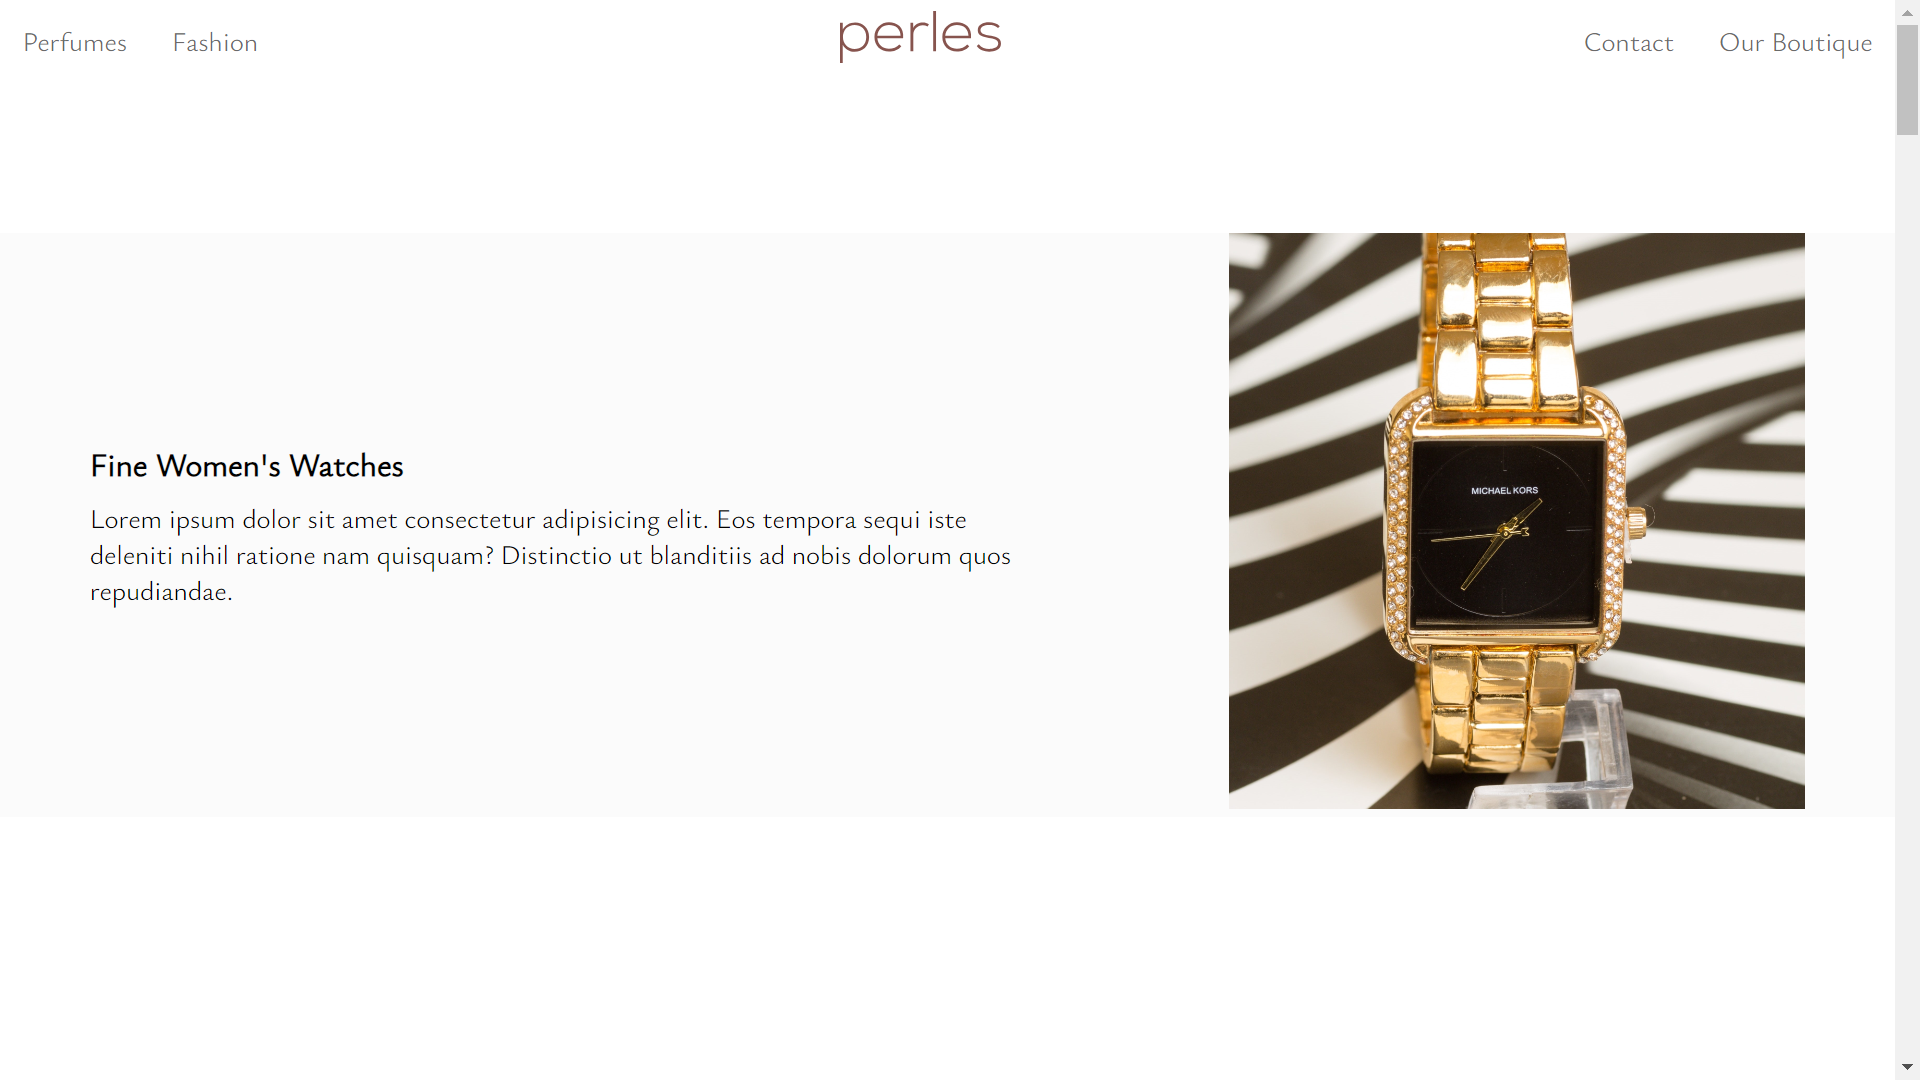 Perfumes Fashion perles Contact Our Boutique
Fine Women's Watches
Lorem ipsum dolor sit amet consectetur adipisicing elit. Eos tempora sequi iste
deleniti nihil ratione nam quisquam? Distinctio ut blanditiis ad nobis dolorum quos
repudiandae.
MICHAEL KORS